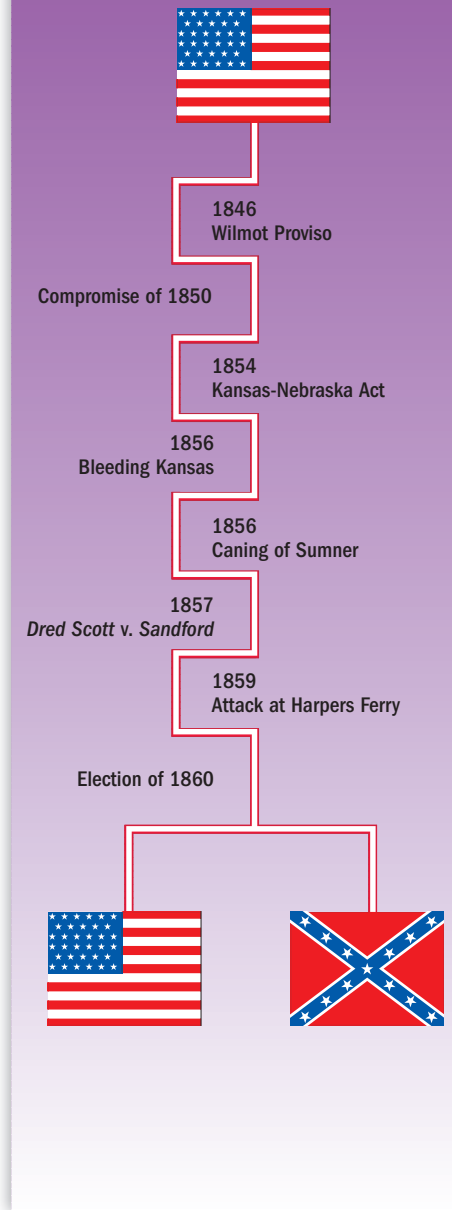 1846
Wilmot Proviso
Compromise of 1850
1854
Kansas-Nebraska Act
1856
Bleeding Kansas
1856
Caning of Sumner
1857
Dred Scott v. Sandford
1859
Attack at Harpers Ferry
Election of 1860